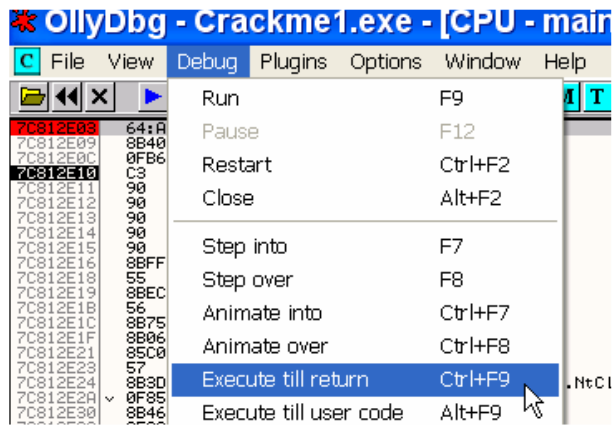 OllyDbg - Crackme1.exe - [CPU - main
C File View Debug Plugins Options Window Help
Run F9 M T
7C812E03 64:A Pause F12
7C812E09 8B40
7C812E0C 0FB6 Restart Ctrl+F2
7C812E10 C3
7C812E11 90
7C812E12 90 Close Alt+F2
7C812E13 90
7C812E14 90
7C812E15 90 Step into F7
7C812E16 8BFF
7C812E18 55 Step over F8
7C812E19 8BEC
7C812E1B 56 Animate into Ctrl+F7
7C812E1C 8B75
7C812E1F 8B06 Animate over Ctrl+F8
7C812E21 85C0
7C812E23 57
7C812E24 8B3D Execute till return Ctrl+F9 .NtCl
7C812E2A 0F85
7C812E30 8B46 Execute till user code Alt+F9